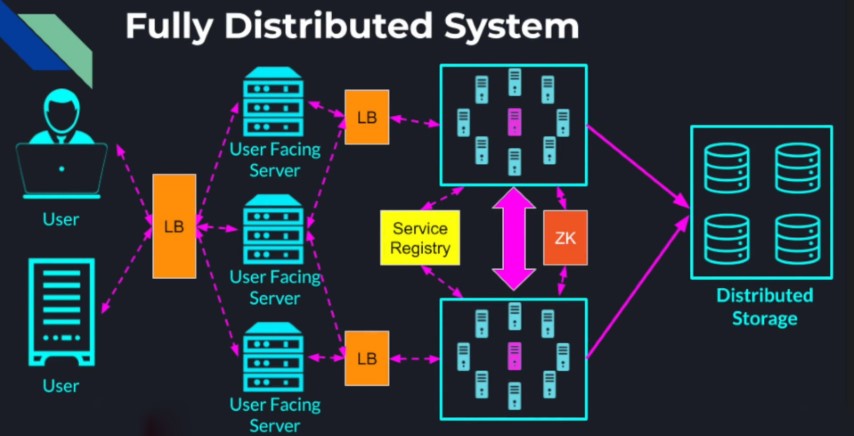 Fully Distributed System
User
User
LB
User Facing
Server
User Facing
Server
User Facing
Server
LB
LB
Service
Registry
ZK
Distributed
Storage